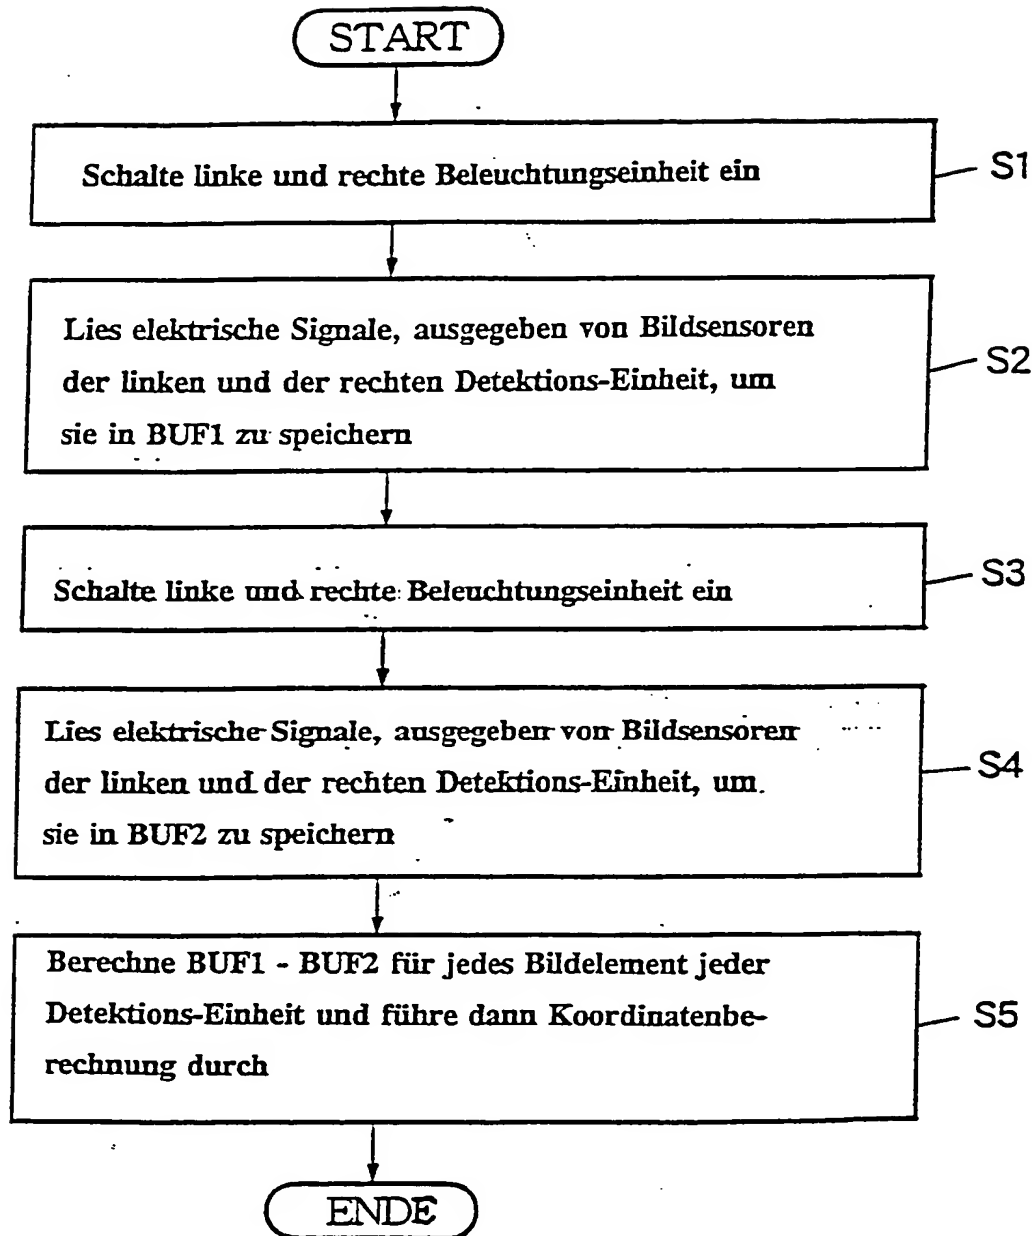 START
Schalte linke und rechte Beleuchtungseinheit ein
S1
Lies elektrische Signale, ausgegeben von Bildsensoren
der linken und der rechten Detektions-Einheit, um
sie in BUF1 zu speichern
S2
Schalte linke und rechte Beleuchtungseinheit ein
S3
Lies elektrische Signale, ausgegeben von Bildsensoren
der linken und der rechten Detektions-Einheit, um
sie in BUF2 zu speichern
S4
Berechne BUF1 - BUF2 für jedes Bildelement jeder
Detektions-Einheit und führe dann Koordinatenbe-
rechnung durch
S5
ENDE